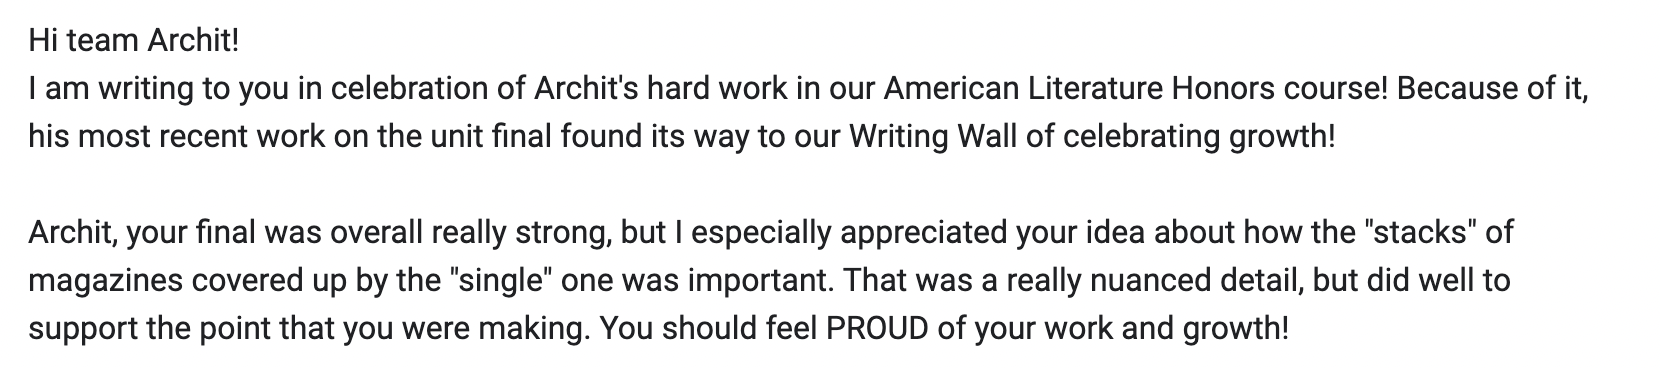 Hi team Archit!
I am writing to you in celebration of Archit's hard work in our American Literature Honors course! Because of it,
his most recent work on the unit final found its way to our Writing Wall of celebrating growth!
Archit, your final was overall really strong, but I especially appreciated your idea about how the "stacks" of
magazines covered up by the "single" one was important. That was a really nuanced detail, but did well to
support the point that you were making. You should feel PROUD of your work and growth!